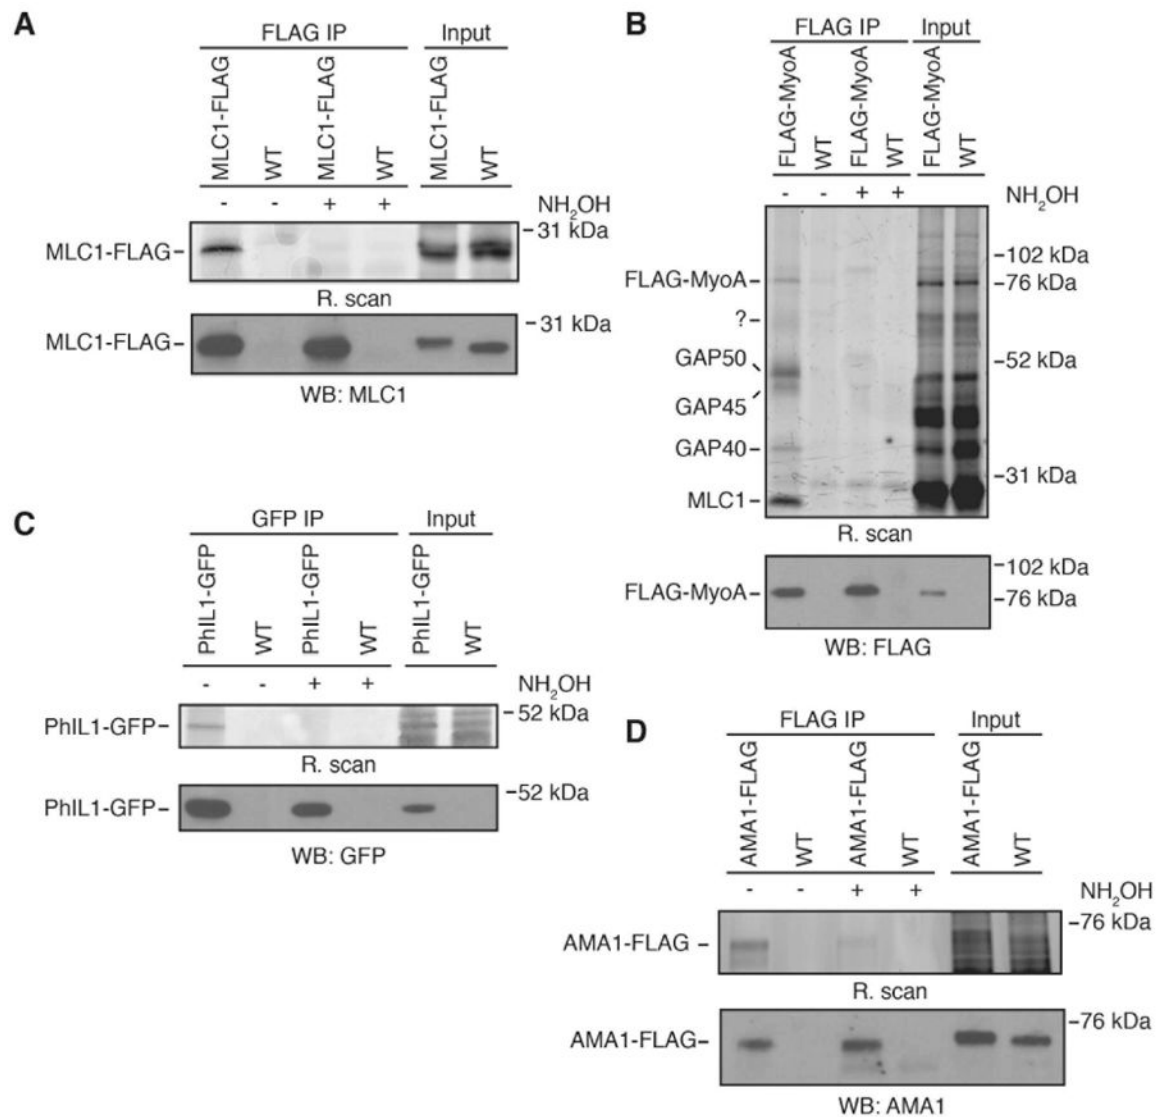 A
FLAG IP Input
MLC1-FLAG WT MLC1-FLAG WT MLC1-FLAG WT
- - + + NH₂OH
31 kDa
MLC1-FLAG
R. scan
31 kDa
MLC1-FLAG
WB: MLC1
B
FLAG IP Input
FLAG-MyoA WT FLAG-MyoA WT FLAG-MyoA WT
- - + + NH₂OH
102 kDa
FLAG-MyoA 76 kDa
?
GAP50 52 kDa
GAP45
GAP40
31 kDa
MLC1
R. scan
102 kDa
FLAG-MyoA 76 kDa
WB: FLAG
C
GFP IP Input
PhIL1-GFP WT PhIL1-GFP WT PhIL1-GFP WT
- - + + NH₂OH
52 kDa
PhIL1-GFP
R. scan
52 kDa
PhIL1-GFP
WB: GFP
D
FLAG IP Input
AMA1-FLAG WT AMA1-FLAG WT AMA1-FLAG WT
- - + + NH₂OH
76 kDa
AMA1-FLAG
R. scan
76 kDa
AMA1-FLAG
WB: AMA1